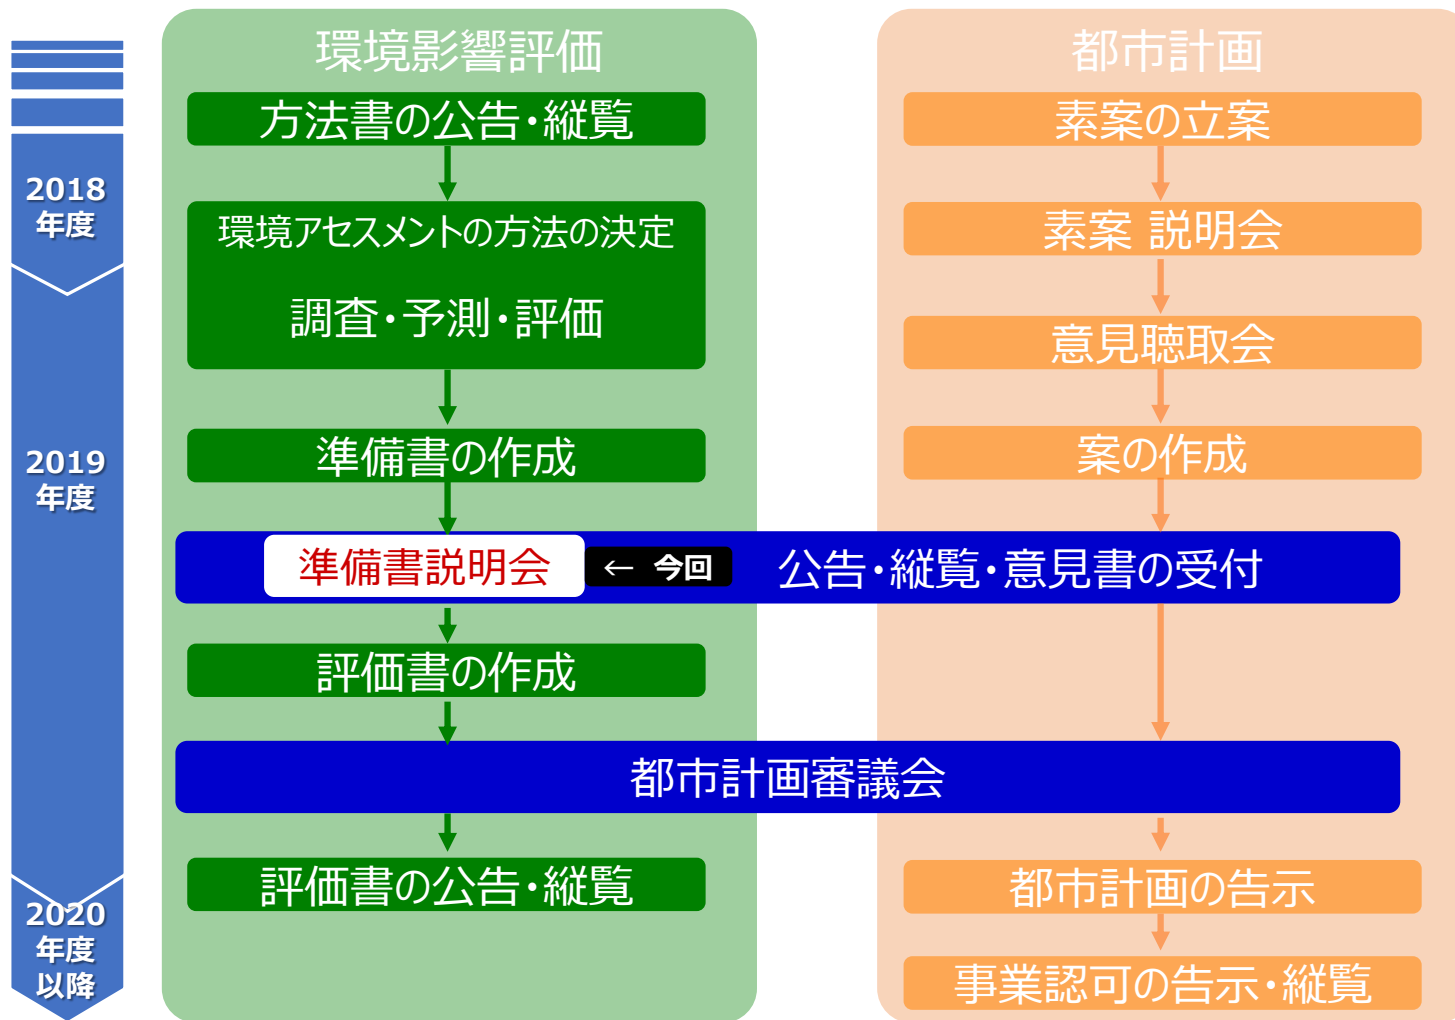 環境影響評価
都市計画
方法書の公告・縦覧
素案の立案
2018
年度
環境アセスメントの方法の決定
調査・予測・評価
素案 説明会
意見聴取会
2019
年度
準備書の作成
案の作成
準備書説明会
← 今回
公告・縦覧・意見書の受付
評価書の作成
都市計画審議会
評価書の公告・縦覧
都市計画の告示
2020
年度
以降
事業認可の告示・縦覧